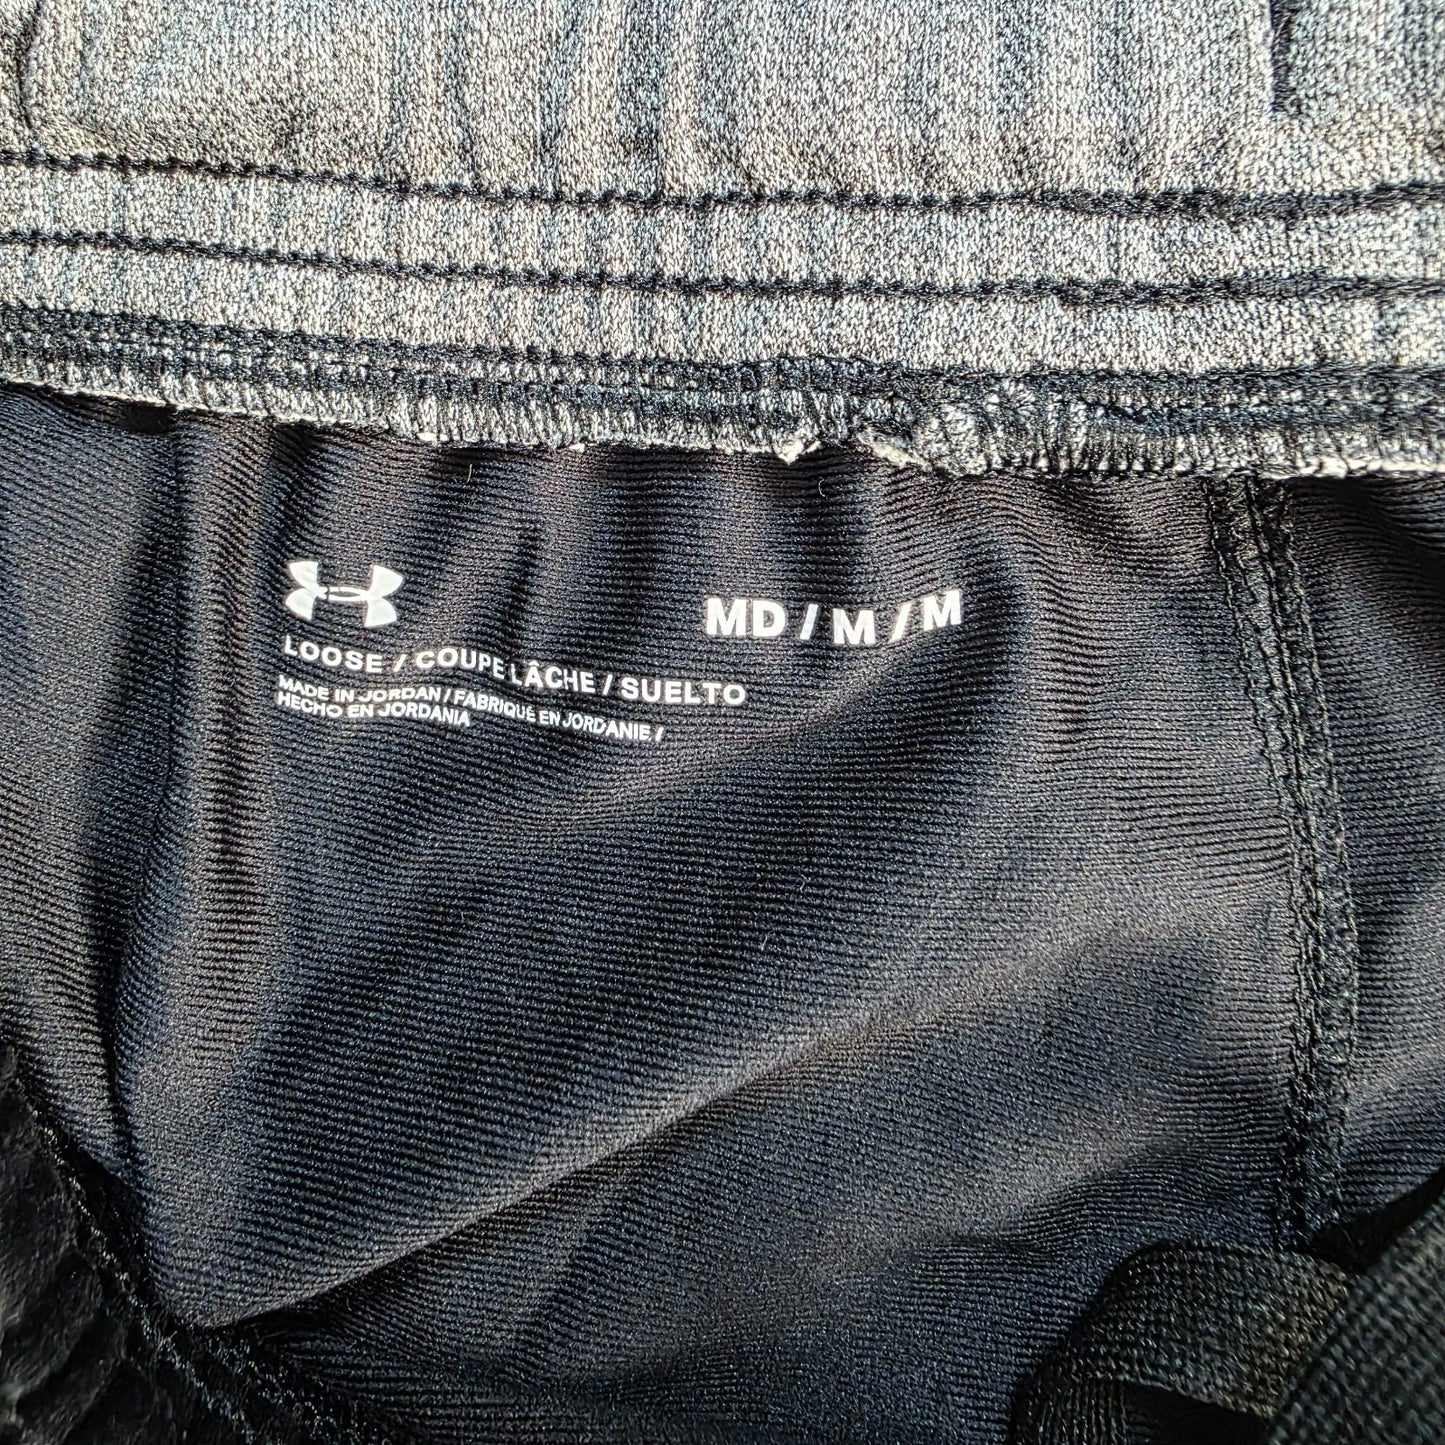 MD / M / M
LOOSE / COUPE LÂCHE / SUELTO
MADE IN JORDAN / FABRIQUÉ EN JORDANIE /
HECHO EN JORDANIA